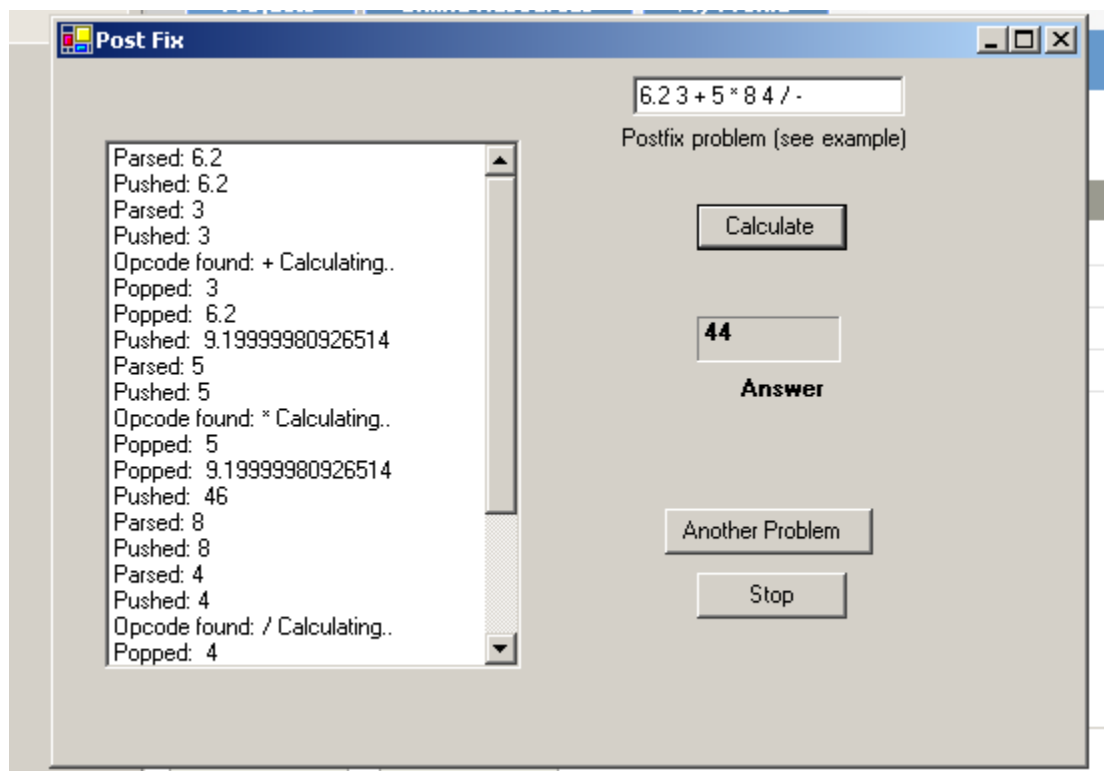 Post Fix
6.2 3 + 5 * 8 4 / -
Postfix problem (see example)
Parsed: 6.2
Pushed: 6.2
Parsed: 3
Pushed: 3
Opcode found: + Calculating..
Popped:  3
Popped:  6.2
Pushed:  9.19999980926514
Parsed: 5
Pushed: 5
Opcode found: * Calculating..
Popped:  5
Popped:  9.19999980926514
Pushed:  46
Parsed: 8
Pushed: 8
Parsed: 4
Pushed: 4
Opcode found: / Calculating..
Popped:  4
Calculate
44
Answer
Another Problem
Stop